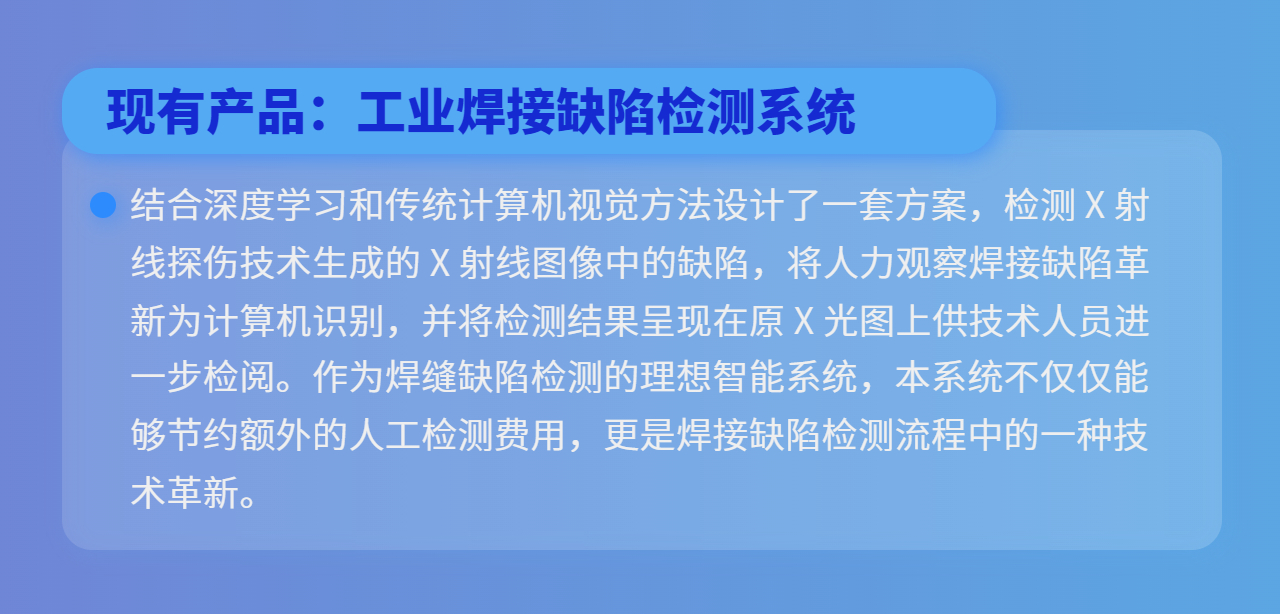 现有产品：工业焊接缺陷检测系统
结合深度学习和传统计算机视觉方法设计了一套方案，检测 X 射
线探伤技术生成的 X 射线图像中的缺陷，将人力观察焊接缺陷革
新为计算机识别，并将检测结果呈现在原 X 光图上供技术人员进
一步检阅。作为焊缝缺陷检测的理想智能系统，本系统不仅仅能
够节约额外的人工检测费用，更是焊接缺陷检测流程中的一种技
术革新。